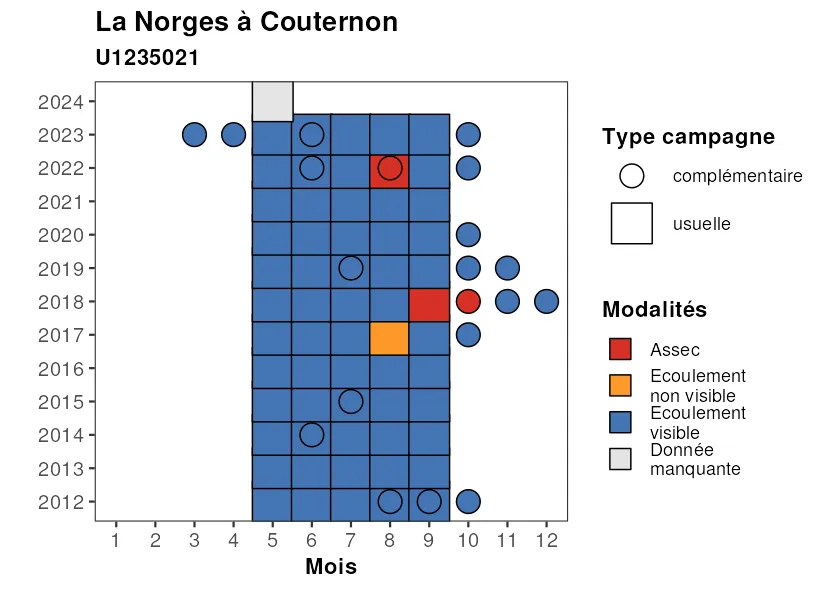 La Norges à Couternon
U1235021
2024
2023
2022
2021
2020
2019
2018
2017
2016
2015
2014
2013
2012
1 2 3 4 5 6 7 8 9 10 11 12
Mois
Type campagne
complémentaire
usuelle
Modalités
Assec
Ecoulement
non visible
Ecoulement
visible
Donnée
manquante